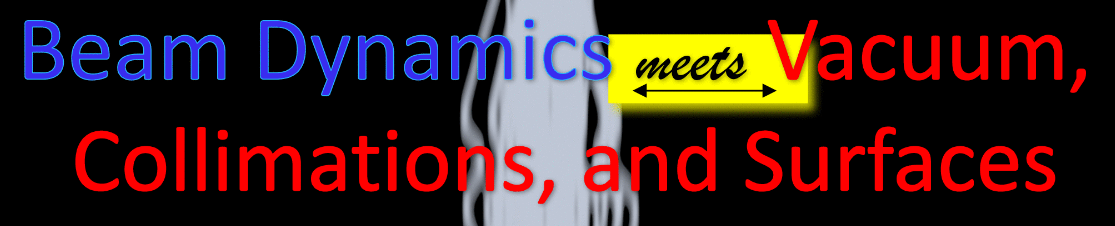 Beam Dynamics meets Vacuum,
Collimations, and Surfaces